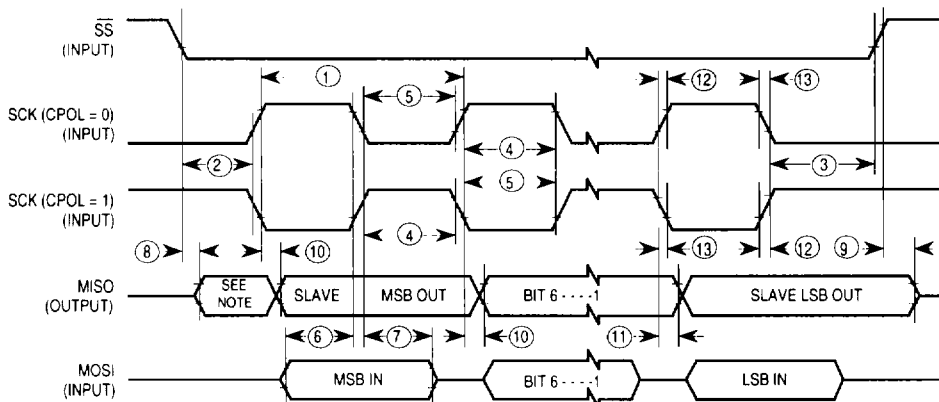 SS
(INPUT)
① ⑫ ⑬
⑤
SCK (CPOL = 0)
(INPUT)
④
② ③
⑤
SCK (CPOL = 1)
(INPUT)
④ ⑬ ⑫ ⑨
⑧ ⑩
MISO
(OUTPUT)
SEE
NOTE
SLAVE
MSB OUT
BIT 6 - - - - 1
SLAVE LSB OUT
⑥ ⑦ ⑩ ⑪
MOSI
(INPUT)
MSB IN
BIT 6 - - - - 1
LSB IN